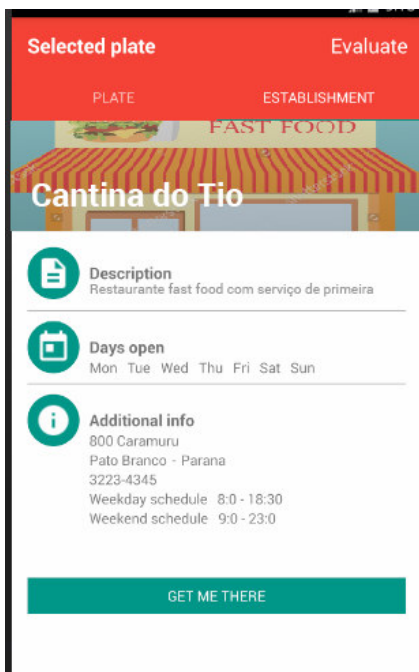 Selected plate
Evaluate
PLATE
ESTABLISHMENT
FAST FOOD
Cantina do Tio
Description
Restaurante fast food com serviço de primeira
Days open
Mon Tue Wed Thu Fri Sat Sun
Additional info
800 Caramuru
Pato Branco - Parana
3223-4345
Weekday schedule 8:0 - 18:30
Weekend schedule 9:0 - 23:0
GET ME THERE